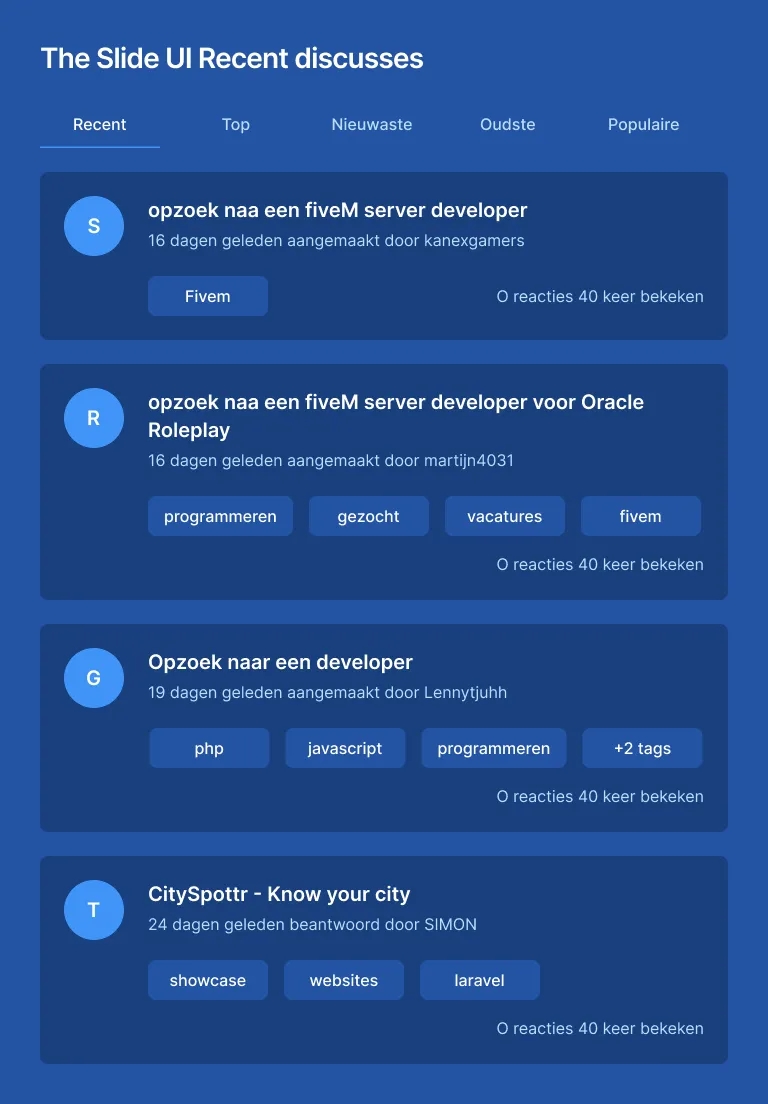 The Slide UI Recent discusses
Recent Top Nieuwaste Oudste Populaire
S
opzoek naa een fiveM server developer
16 dagen geleden aangemaakt door kanexgamers
Fivem
O reacties 40 keer bekeken
R
opzoek naa een fiveM server developer voor Oracle
Roleplay
16 dagen geleden aangemaakt door martijn4031
programmeren gezocht vacatures fivem
O reacties 40 keer bekeken
G
Opzoek naar een developer
19 dagen geleden aangemaakt door Lennytjuhh
php javascript programmeren +2 tags
O reacties 40 keer bekeken
T
CitySpottr - Know your city
24 dagen geleden beantwoord door SIMON
showcase websites laravel
O reacties 40 keer bekeken